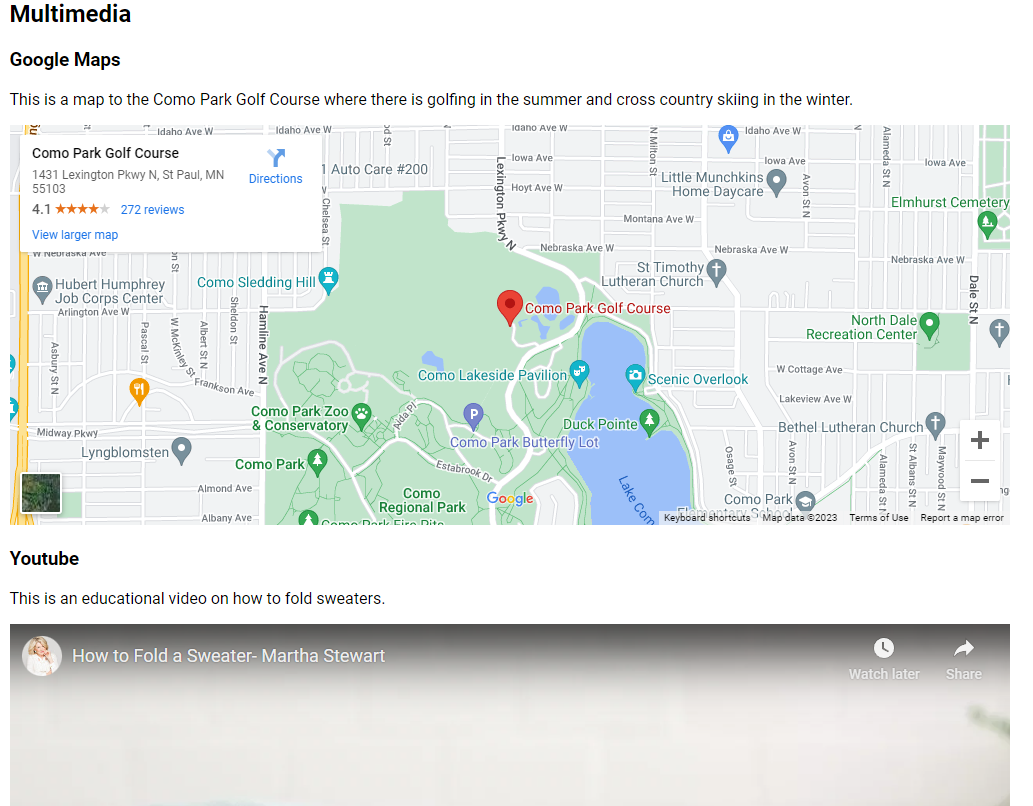 Multimedia
Google Maps
This is a map to the Como Park Golf Course where there is golfing in the summer and cross country skiing in the winter.
Idaho Ave W
Idaho Ave W
Idaho Ave W
Idaho Ave W
Como Park Golf Course
1431 Lexington Pkwy N, St Paul, MN
55103
4.1
272 reviews
View larger map
Directions
1 Auto Care #200
Lexington Pkwy N
N Milton St
Alameda St N
Iowa Ave W
Iowa Ave W
Iowa Ave W
Little Munchkins
Home Daycare
Avon St N
Hoyt Ave W
Elmhurst Cemetery
Chelsea St
Montana Ave W
Nebraska Ave W
Nebraska Ave W
Nebraska Ave W
Nebraska Ave W
St Timothy
Lutheran Church
Dale St N
Como Sledding Hill
Hubert Humphrey
Job Corps Center
Arlington Ave W
Sheldon St
Hamline Ave N
Como Park Golf Course
North Dale
Recreation Center
Asbury St N
Pascal St
W McKinley St
Albert St N
Frankson Ave
Como Lakeside Pavilion
Scenic Overlook
W Cottage Ave
Lakeview Ave W
Como Park Zoo
& Conservatory
Aida Pl
P
Como Park Butterfly Lot
Duck Pointe
Bethel Lutheran Church
Midway Pkwy
Lyngblomsten
Como Park
Estabrook Dr
Osage St
Avon St N
Alameda St N
St Albans St N
Maywood St N
Almond Ave
Como
Regional Park
Google
Lake Com
Como Park
Elementary School
Albany Ave
Como Park Fire Pits
Keyboard shortcuts
Map data ©2023
Terms of Use
Report a map error
Youtube
This is an educational video on how to fold sweaters.
How to Fold a Sweater- Martha Stewart
Watch later
Share